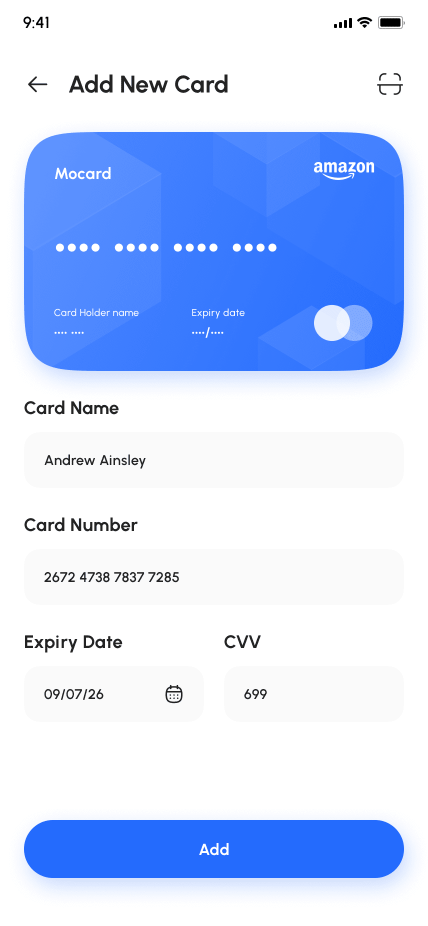 9:41
Add New Card
Mocard
amazon
•••• •••• •••• ••••
Card Holder name
Expiry date
•••• ••••
••••/••••
Card Name
Andrew Ainsley
Card Number
2672 4738 7837 7285
Expiry Date
CVV
09/07/26
699
Add